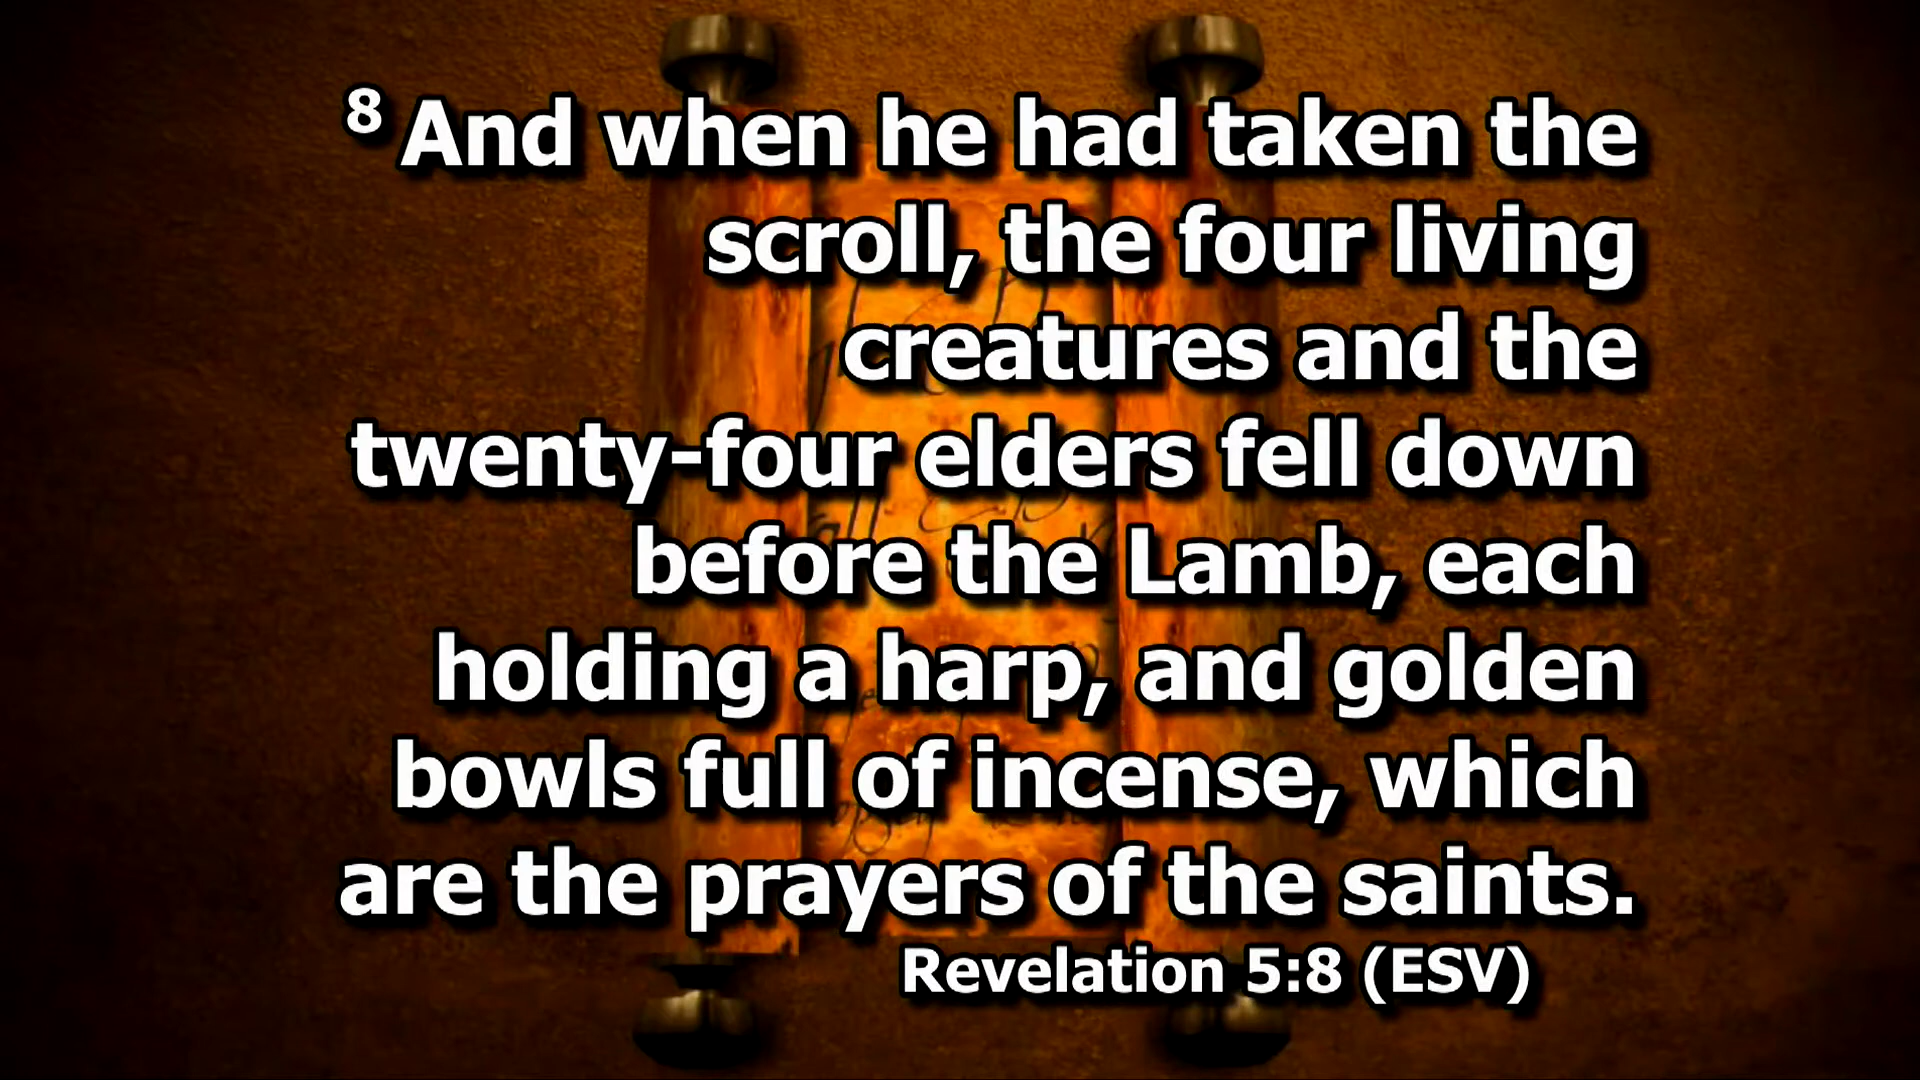 8 And when he had taken the
scroll, the four living
creatures and the
twenty-four elders fell down
before the Lamb, each
holding a harp, and golden
bowls full of incense, which
are the prayers of the saints.
Revelation 5:8 (ESV)